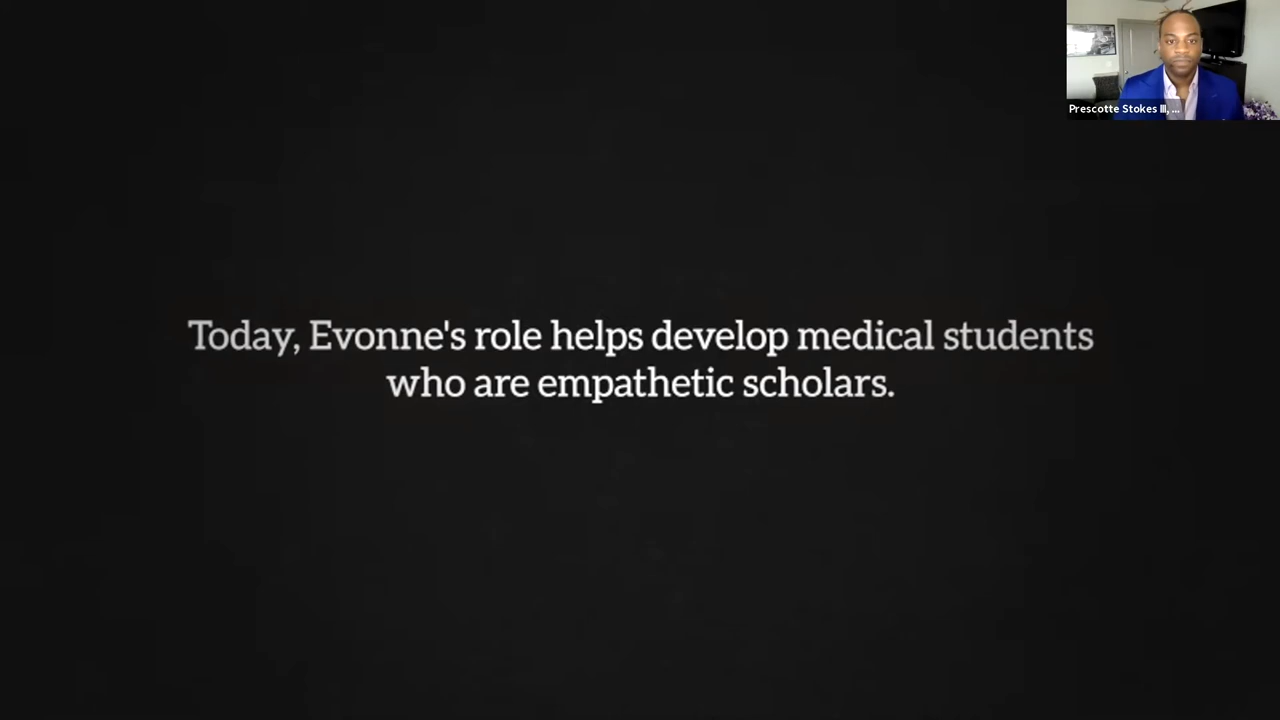 Prescotte Stokes III, ...
Today, Evonne's role helps develop medical students
who are empathetic scholars.